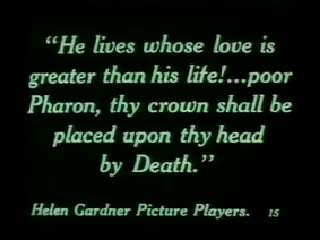 “He lives whose love is
greater than his life!...poor
Pharon, thy crown shall be
placed upon thy head
by Death.”
Helen Gardner Picture Players. 15